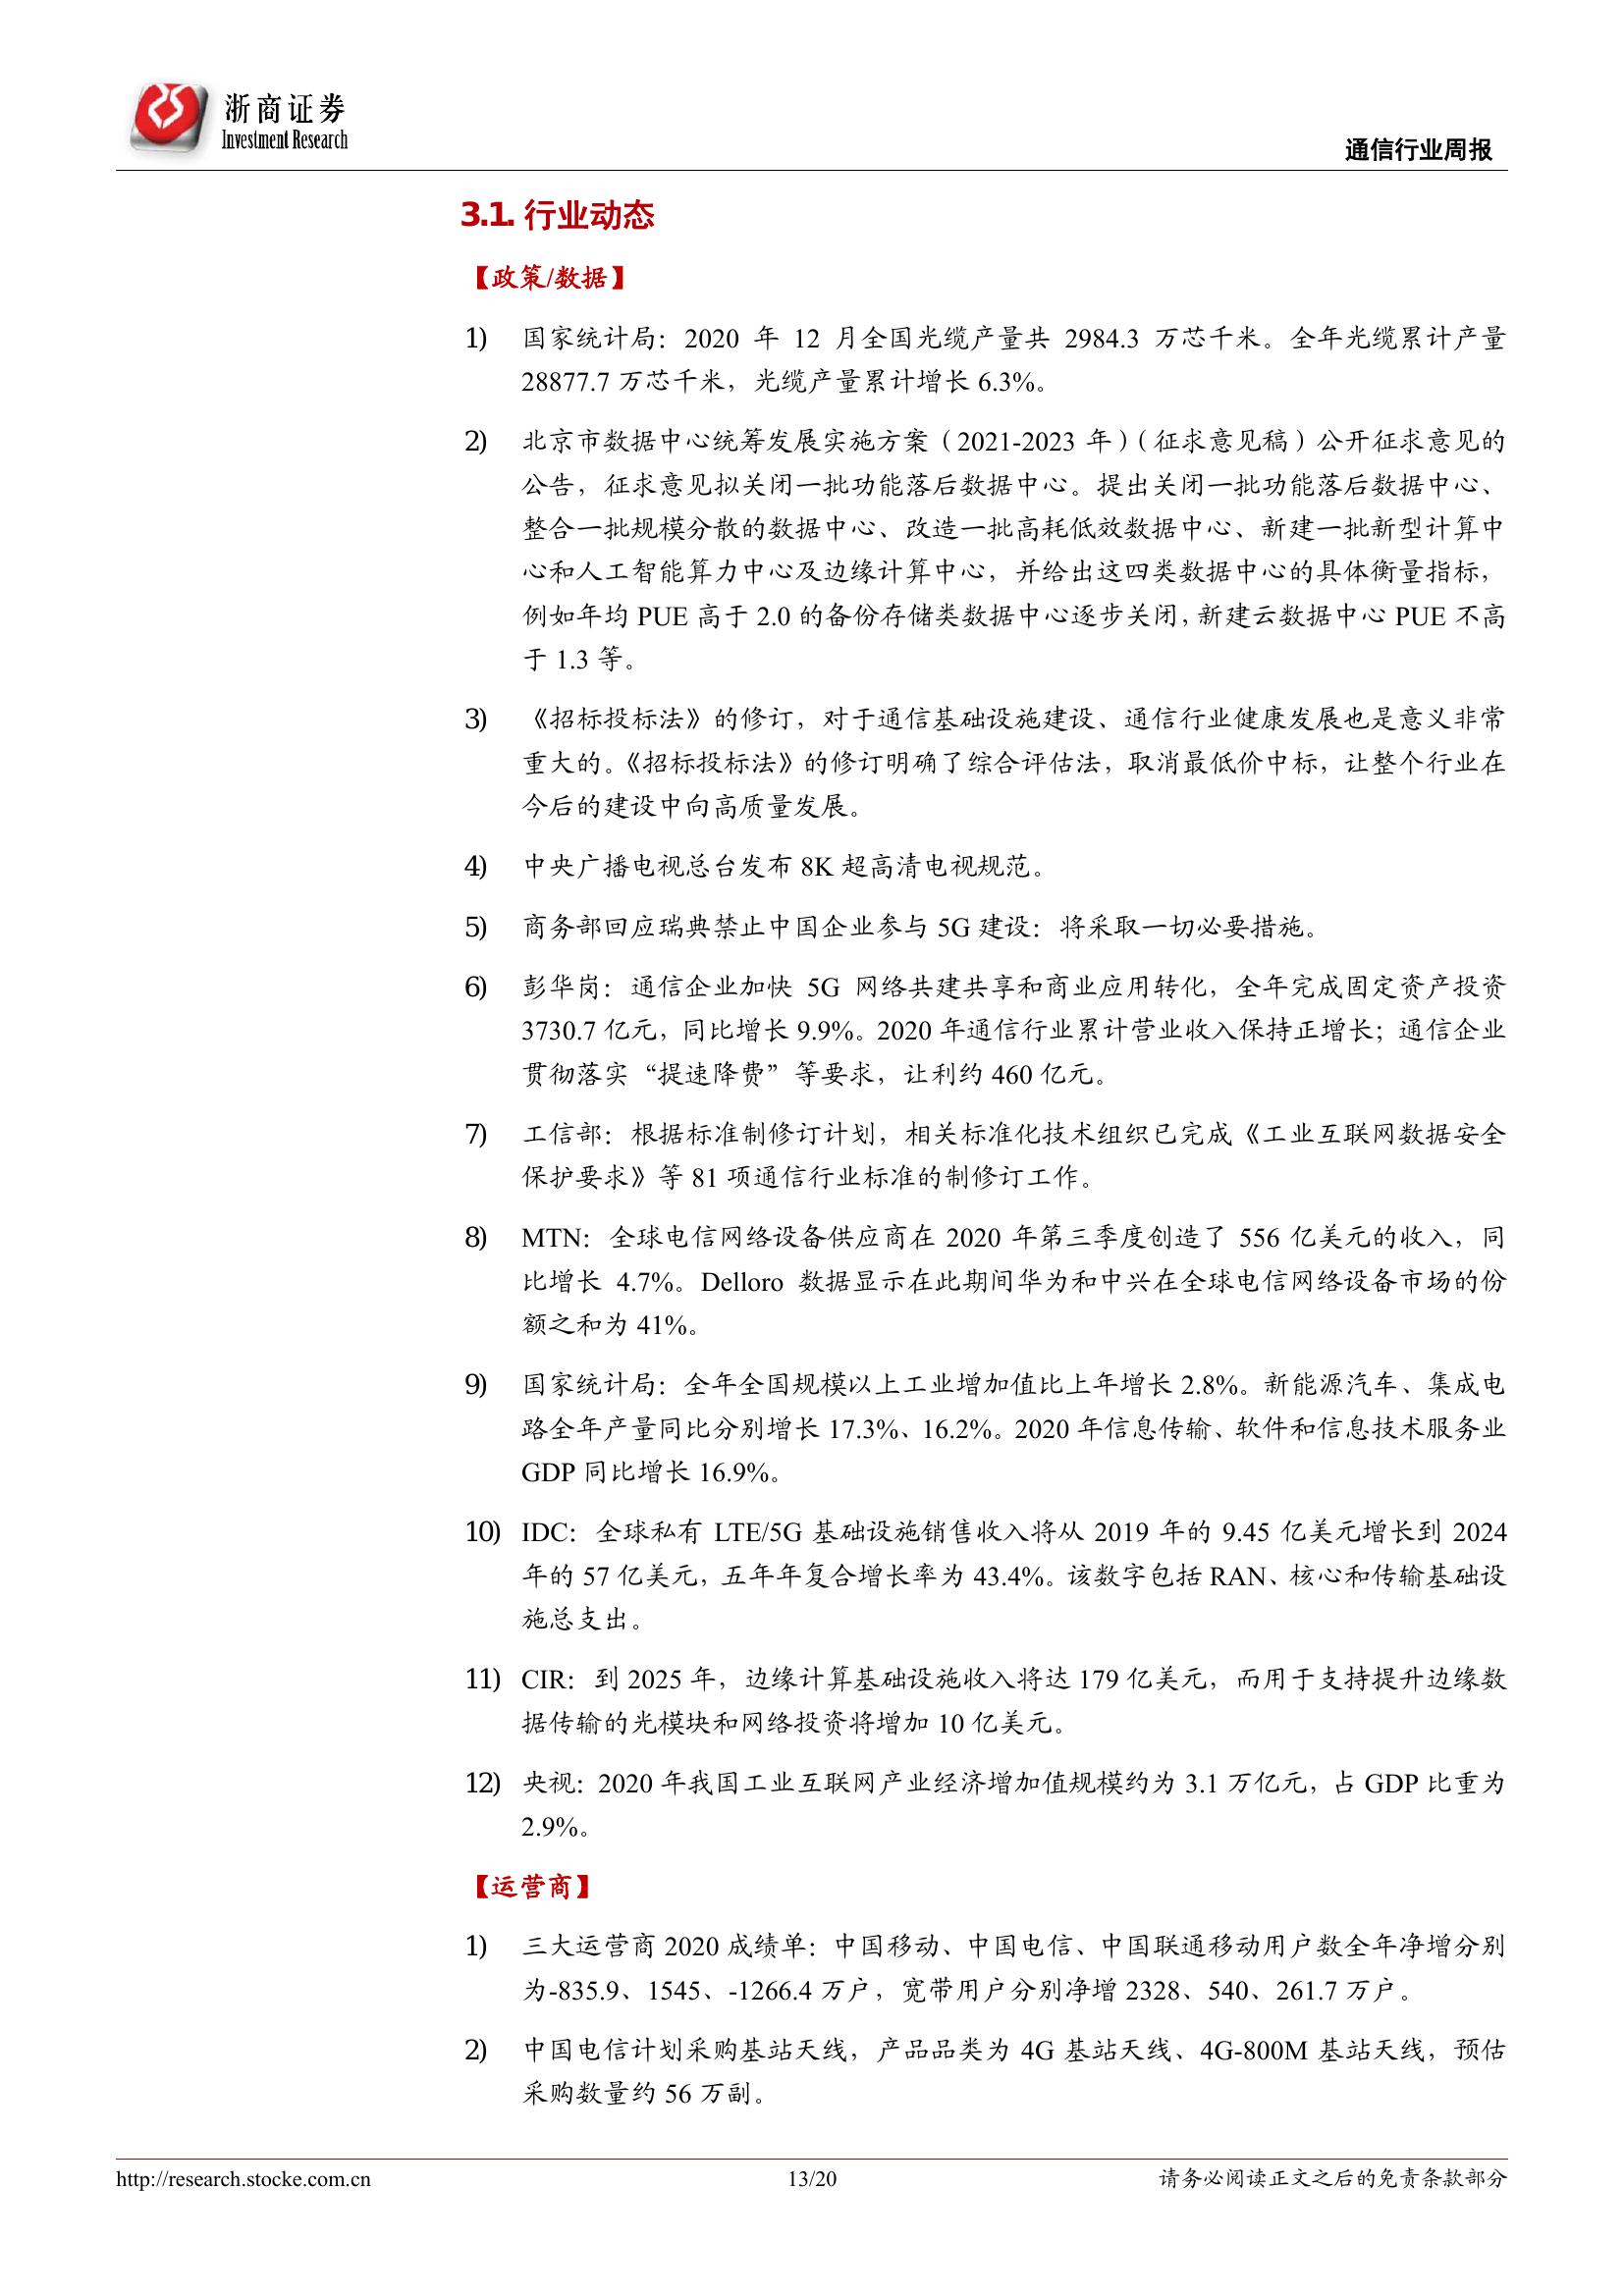 浙商证券
Investment Research
通信行业周报
3.1. 行业动态
【政策/数据】
1) 国家统计局：2020 年 12 月全国光缆产量共 2984.3 万芯千米。全年光缆累计产量
28877.7 万芯千米，光缆产量累计增长 6.3%。
2) 北京市数据中心统筹发展实施方案（2021-2023 年）（征求意见稿）公开征求意见的
公告，征求意见拟关闭一批功能落后数据中心。提出关闭一批功能落后数据中心、
整合一批规模分散的数据中心、改造一批高耗低效数据中心、新建一批新型计算中
心和人工智能算力中心及边缘计算中心，并给出这四类数据中心的具体衡量指标，
例如年均 PUE 高于 2.0 的备份存储类数据中心逐步关闭，新建云数据中心 PUE 不高
于 1.3 等。
3) 《招标投标法》的修订，对于通信基础设施建设、通信行业健康发展也是意义非常
重大的。《招标投标法》的修订明确了综合评估法，取消最低价中标，让整个行业在
今后的建设中向高质量发展。
4) 中央广播电视总台发布 8K 超高清电视规范。
5) 商务部回应瑞典禁止中国企业参与 5G 建设：将采取一切必要措施。
6) 彭华岗：通信企业加快 5G 网络共建共享和商业应用转化，全年完成固定资产投资
3730.7 亿元，同比增长 9.9%。2020 年通信行业累计营业收入保持正增长；通信企业
贯彻落实“提速降费”等要求，让利约 460 亿元。
7) 工信部：根据标准制修订计划，相关标准化技术组织已完成《工业互联网数据安全
保护要求》等 81 项通信行业标准的制修订工作。
8) MTN：全球电信网络设备供应商在 2020 年第三季度创造了 556 亿美元的收入，同
比增长 4.7%。Delloro 数据显示在此期间华为和中兴在全球电信网络设备市场的份
额之和为 41%。
9) 国家统计局：全年全国规模以上工业增加值比上年增长 2.8%。新能源汽车、集成电
路全年产量同比分别增长 17.3%、16.2%。2020 年信息传输、软件和信息技术服务业
GDP 同比增长 16.9%。
10) IDC：全球私有 LTE/5G 基础设施销售收入将从 2019 年的 9.45 亿美元增长到 2024
年的 57 亿美元，五年年复合增长率为 43.4%。该数字包括 RAN、核心和传输基础设
施总支出。
11) CIR：到 2025 年，边缘计算基础设施收入将达 179 亿美元，而用于支持提升边缘数
据传输的光模块和网络投资将增加 10 亿美元。
12) 央视：2020 年我国工业互联网产业经济增加值规模约为 3.1 万亿元，占 GDP 比重为
2.9%。
【运营商】
1) 三大运营商 2020 成绩单：中国移动、中国电信、中国联通移动用户数全年净增分别
为-835.9、1545、-1266.4 万户，宽带用户分别净增 2328、540、261.7 万户。
2) 中国电信计划采购基站天线，产品品类为 4G 基站天线、4G-800M 基站天线，预估
采购数量约 56 万副。
http://research.stocke.com.cn
13/20
请务必阅读正文之后的免责条款部分